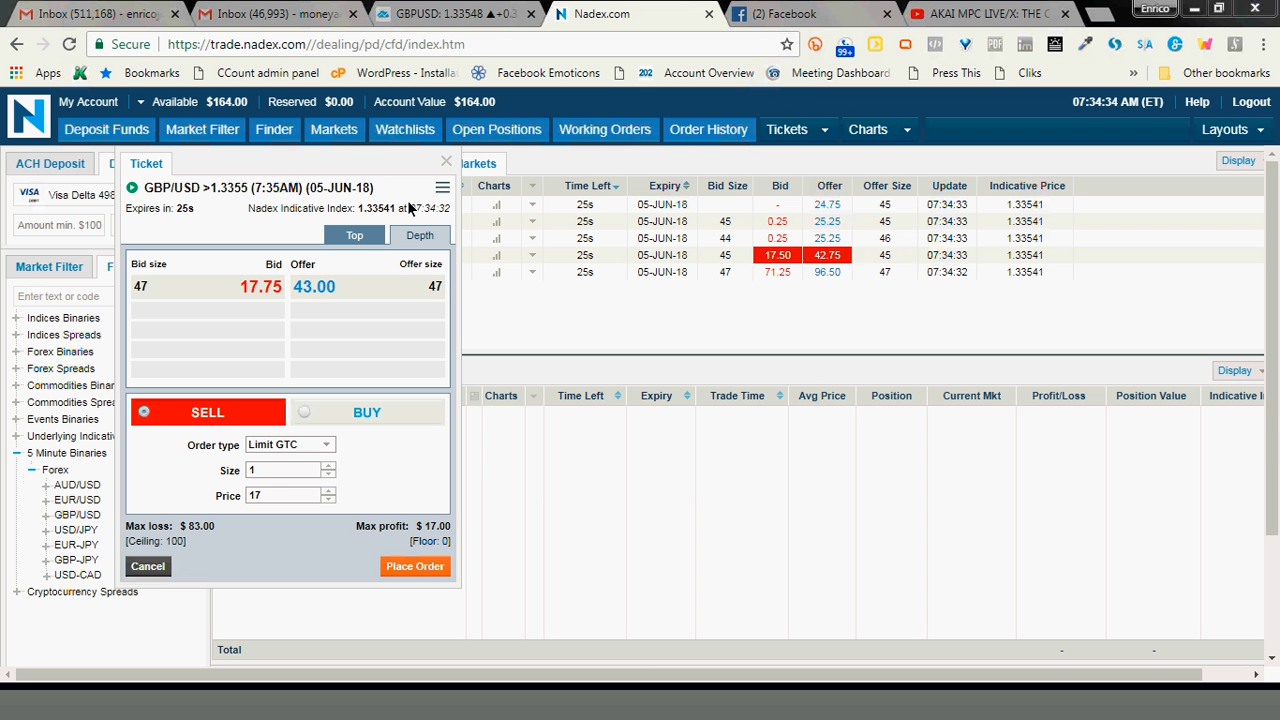 Inbox (511,168) - enrico
Inbox (46,993) - moneya
GBPUSD: 1.33548 ▲+0.3
Nadex.com
(2) Facebook
AKAI MPC LIVE/X: THE C
Enrico
Secure
https://trade.nadex.com//dealing/pd/cfd/index.htm
99+
Apps
Bookmarks
CCount admin panel
WordPress - Installat
Facebook Emoticons
202
Account Overview
Meeting Dashboard
Press This
Cliks
»
Other bookmarks
N
My Account
Available $164.00
Reserved $0.00
Account Value $164.00
07:34:34 AM (ET)
Help
Logout
Deposit Funds
Market Filter
Finder
Markets
Watchlists
Open Positions
Working Orders
Order History
Tickets
Charts
Layouts
ACH Deposit
VISA
Amount min. $100
Market Filter
Enter text or code
Indices Binaries
Indices Spreads
Forex Binaries
Forex Spreads
Events Binaries
5 Minute Binaries
Forex
AUD/USD
EUR/USD
GBP/USD
USD/JPY
EUR-JPY
GBP-JPY
USD-CAD
Cryptocurrency Spreads
Ticket
GBP/USD >1.3355 (7:35AM) (05-JUN-18)
Expires in: 25s
Nadex Indicative Index: 1.33541 at 07:34:32
Top
Depth
Bid size Bid Offer Offer size
47 17.75 43.00 47
SELL
BUY
Order type Limit GTC
Size 1
Price 17
Max loss: $ 83.00
Max profit: $ 17.00
[Ceiling: 100]
[Floor: 0]
Cancel
Place Order
Display
Charts Time Left Expiry Bid Size Bid Offer Offer Size Update Indicative Price
25s 05-JUN-18 - 24.75 45 07:34:33 1.33541
25s 05-JUN-18 45 0.25 25.25 45 07:34:33 1.33541
25s 05-JUN-18 44 0.25 25.25 46 07:34:33 1.33541
25s 05-JUN-18 45 17.50 42.75 45 07:34:33 1.33541
25s 05-JUN-18 47 71.25 96.50 47 07:34:32 1.33541
Display
Charts Time Left Expiry Trade Time Avg Price Position Current Mkt Profit/Loss Position Value
Total - -